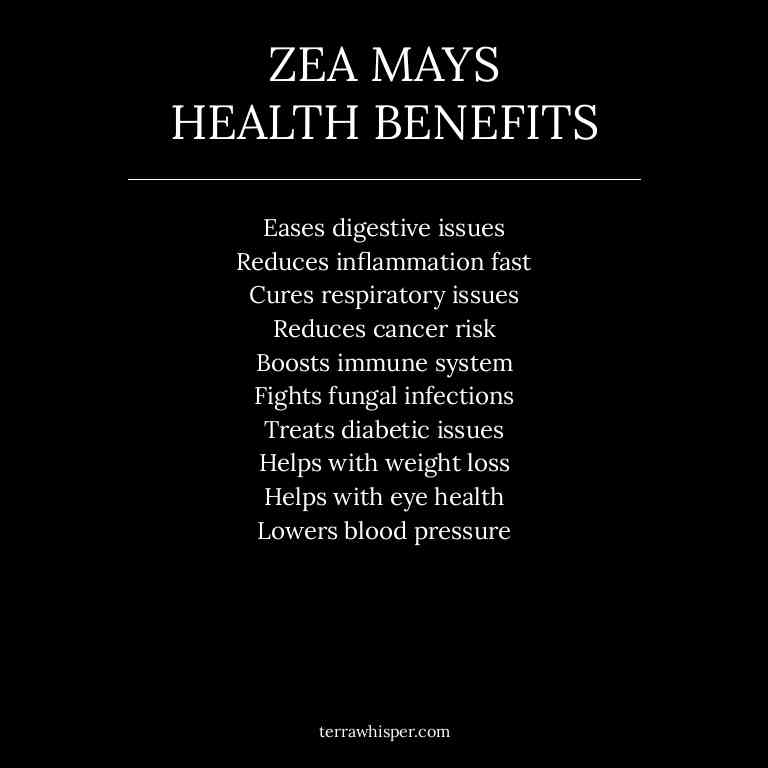 ZEA MAYS
HEALTH BENEFITS
Eases digestive issues
Reduces inflammation fast
Cures respiratory issues
Reduces cancer risk
Boosts immune system
Fights fungal infections
Treats diabetic issues
Helps with weight loss
Helps with eye health
Lowers blood pressure
terrawhisper.com